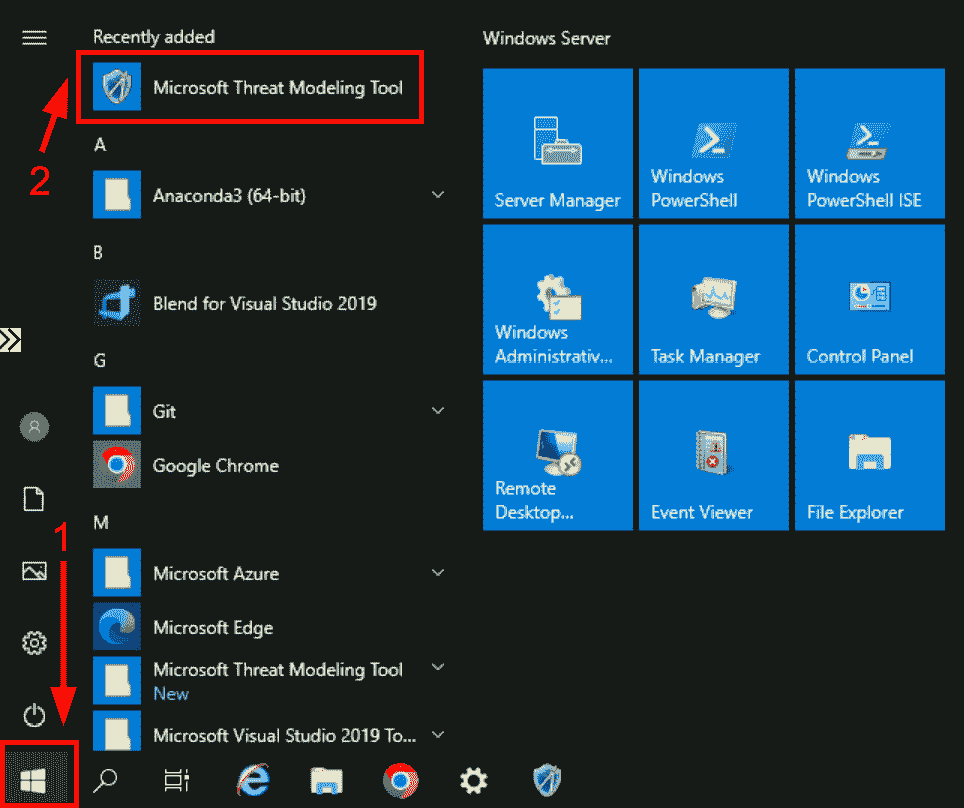 Recently added
Microsoft Threat Modeling Tool
2
A
Anaconda3 (64-bit)
B
Blend for Visual Studio 2019
G
Git
Google Chrome
M
1
Microsoft Azure
Microsoft Edge
Microsoft Threat Modeling Tool
New
Microsoft Visual Studio 2019 To...
Windows Server
Server Manager
Windows
PowerShell
Windows
PowerShell ISE
Windows
Administrativ...
Task Manager
Control Panel
Remote
Desktop...
Event Viewer
File Explorer